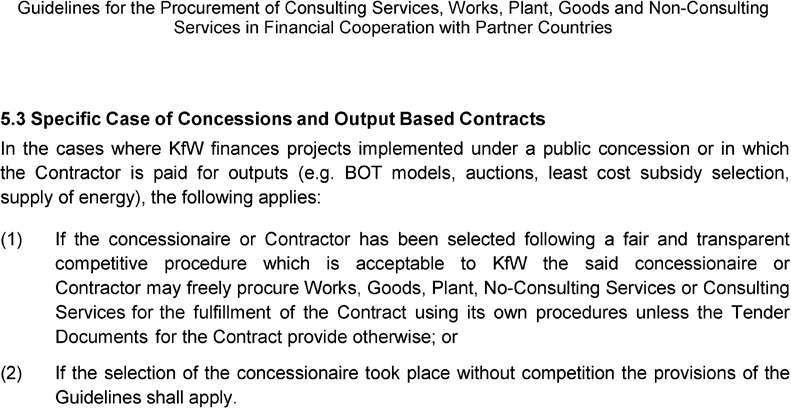 Guidelines for the Procurement of Consulting Services, Works, Plant, Goods and Non-Consulting
Services in Financial Cooperation with Partner Countries
5.3 Specific Case of Concessions and Output Based Contracts
In the cases where KfW finances projects implemented under a public concession or in which
the Contractor is paid for outputs (e.g. BOT models, auctions, least cost subsidy selection,
supply of energy), the following applies:
(1) If the concessionaire or Contractor has been selected following a fair and transparent
competitive procedure which is acceptable to KfW the said concessionaire or
Contractor may freely procure Works, Goods, Plant, No-Consulting Services or Consulting
Services for the fulfillment of the Contract using its own procedures unless the Tender
Documents for the Contract provide otherwise; or
(2) If the selection of the concessionaire took place without competition the provisions of the
Guidelines shall apply.